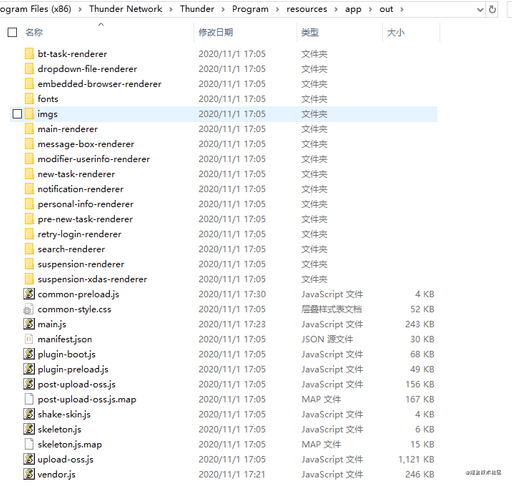 ogram Files (x86) > Thunder Network > Thunder > Program > resources > app > out >
名称 修改日期 类型 大小
bt-task-renderer 2020/11/1 17:05 文件夹
dropdown-file-renderer 2020/11/1 17:05 文件夹
embedded-browser-renderer 2020/11/1 17:05 文件夹
fonts 2020/11/1 17:05 文件夹
imgs 2020/11/1 17:05 文件夹
main-renderer 2020/11/1 17:05 文件夹
message-box-renderer 2020/11/1 17:05 文件夹
modifier-userinfo-renderer 2020/11/1 17:05 文件夹
new-task-renderer 2020/11/1 17:05 文件夹
notification-renderer 2020/11/1 17:05 文件夹
personal-info-renderer 2020/11/1 17:05 文件夹
pre-new-task-renderer 2020/11/1 17:05 文件夹
retry-login-renderer 2020/11/1 17:05 文件夹
search-renderer 2020/11/1 17:05 文件夹
suspension-renderer 2020/11/1 17:05 文件夹
suspension-xdas-renderer 2020/11/1 17:05 文件夹
common-preload.js 2020/11/1 17:30 JavaScript 文件 4 KB
common-style.css 2020/11/1 17:05 层叠样式表文档 52 KB
main.js 2020/11/1 17:23 JavaScript 文件 243 KB
manifest.json 2020/11/1 17:05 JSON 源文件 30 KB
plugin-boot.js 2020/11/1 17:05 JavaScript 文件 68 KB
plugin-preload.js 2020/11/1 17:05 JavaScript 文件 49 KB
post-upload-oss.js 2020/11/1 17:05 JavaScript 文件 156 KB
post-upload-oss.js.map 2020/11/1 17:05 MAP 文件 167 KB
shake-skin.js 2020/11/1 17:05 JavaScript 文件 4 KB
skeleton.js 2020/11/1 17:05 JavaScript 文件 6 KB
skeleton.js.map 2020/11/1 17:05 MAP 文件 15 KB
upload-oss.js 2020/11/1 17:05 JavaScript 文件 1,121 KB
vendor.js 2020/11/1 17:21 JavaScript 文件 246 KB